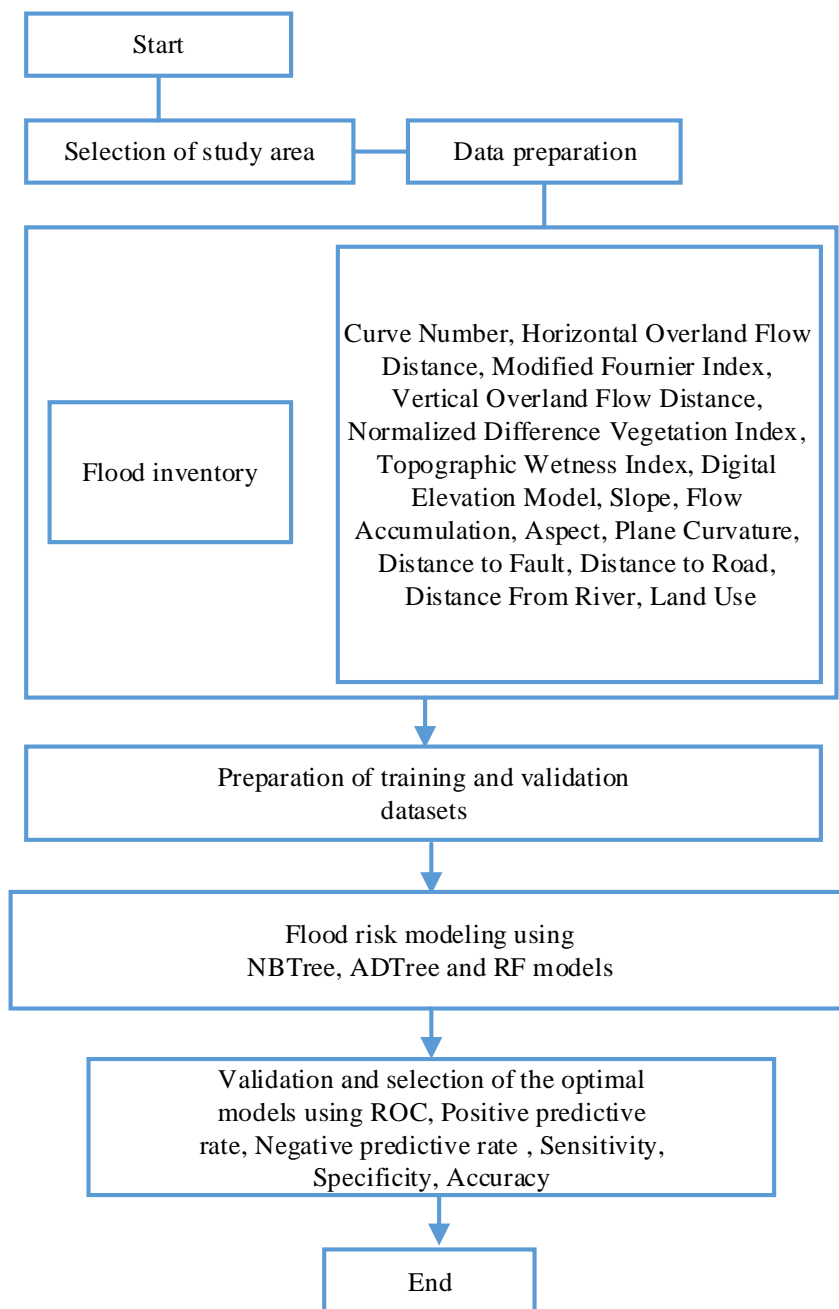 Start
Selection of study area
Data preparation
Flood inventory
Curve Number, Horizontal Overland Flow
Distance, Modified Fournier Index,
Vertical Overland Flow Distance,
Normalized Difference Vegetation Index,
Topographic Wetness Index, Digital
Elevation Model, Slope, Flow
Accumulation, Aspect, Plane Curvature,
Distance to Fault, Distance to Road,
Distance From River, Land Use
Preparation of training and validation
datasets
Flood risk modeling using
NBTree, ADTree and RF models
Validation and selection of the optimal
models using ROC, Positive predictive
rate, Negative predictive rate , Sensitivity,
Specificity, Accuracy
End